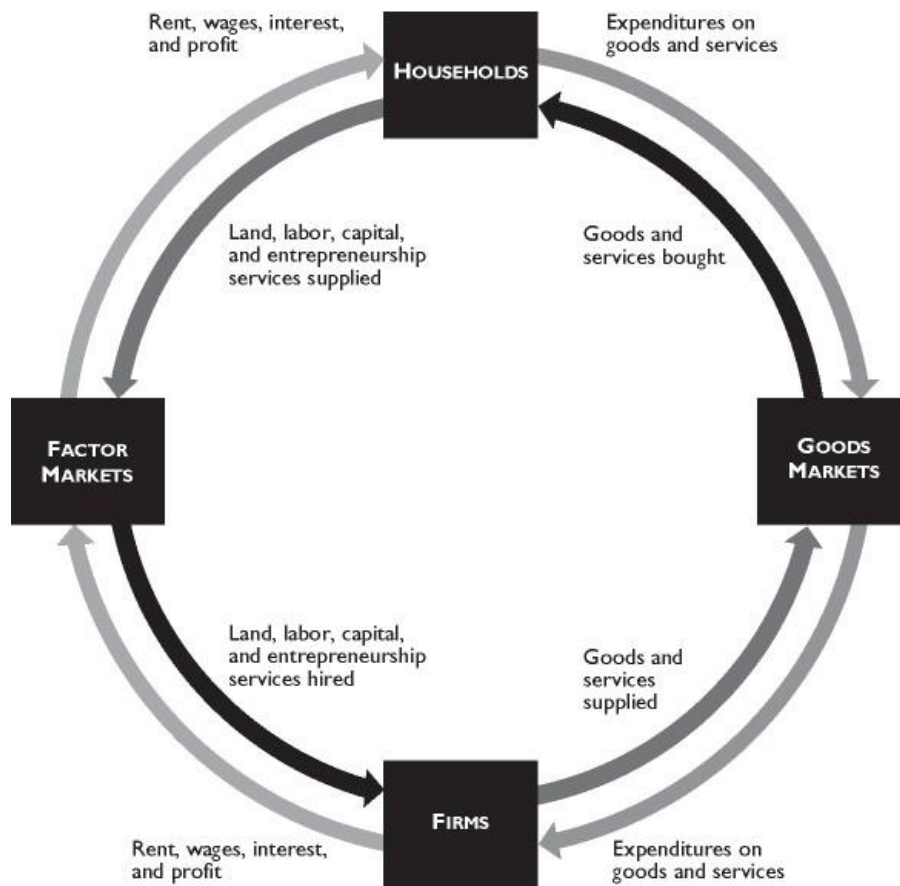 Rent, wages, interest,
and profit
HOUSEHOLDS
Expenditures on
goods and services
Land, labor, capital,
and entrepreneurship
services supplied
Goods and
services bought
FACTOR
MARKETS
GOODS
MARKETS
Land, labor, capital,
and entrepreneurship
services hired
Goods and
services
supplied
FIRMS
Rent, wages, interest,
and profit
Expenditures on
goods and services